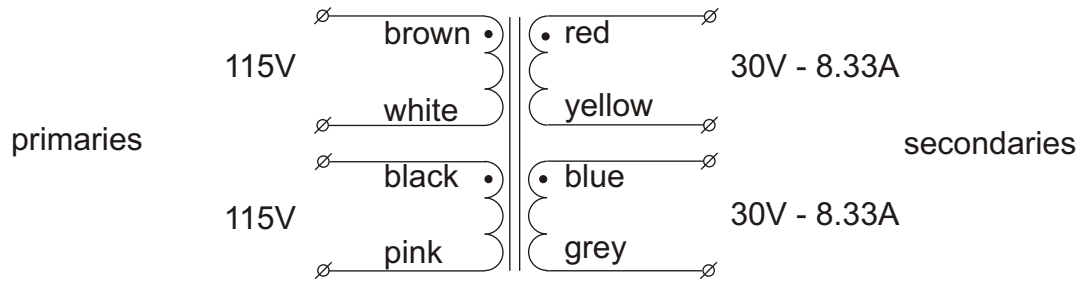 brown
red
115V
30V - 8.33A
white
yellow
primaries
secondaries
black
blue
115V
30V - 8.33A
pink
grey